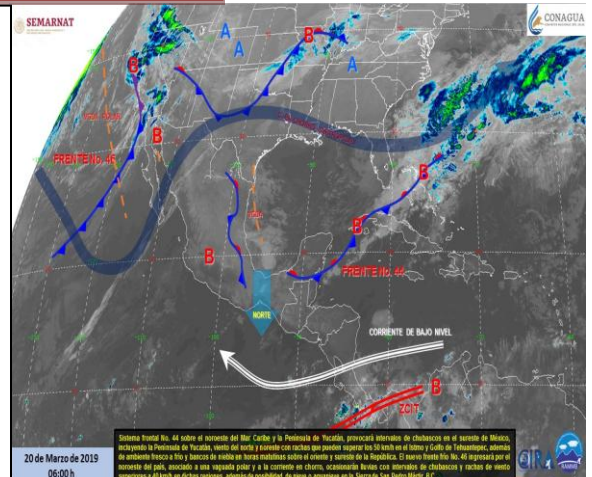 SEMARNAT
CONAGUA
A
A
B
A
B
B
FRENTE No. 46
B
B
B
FRENTE No. 44
NORTE
CORRIENTE DE BAJO NIVEL
B
ZCIT
20 de Marzo de 2019
06:00 h
Sistema frontal No. 44 sobre el noroeste del Mar Caribe y la Península de Yucatán, provocará intervalos de chubascos en el sureste de México,
incluyendo la Península de Yucatán, viento del norte y noreste con rachas que pueden superar los 50 km/h en el Istmo y Golfo de Tehuantepec, además
de ambiente fresco a frío y bancos de niebla en horas matutinas sobre el oriente y sureste de la República. El nuevo frente frío No. 46 ingresará por el
noroeste del país, asociado a una vaguada polar y a la corriente en chorro, ocasionarán lluvias con intervalos de chubascos y rachas de viento
CIRA